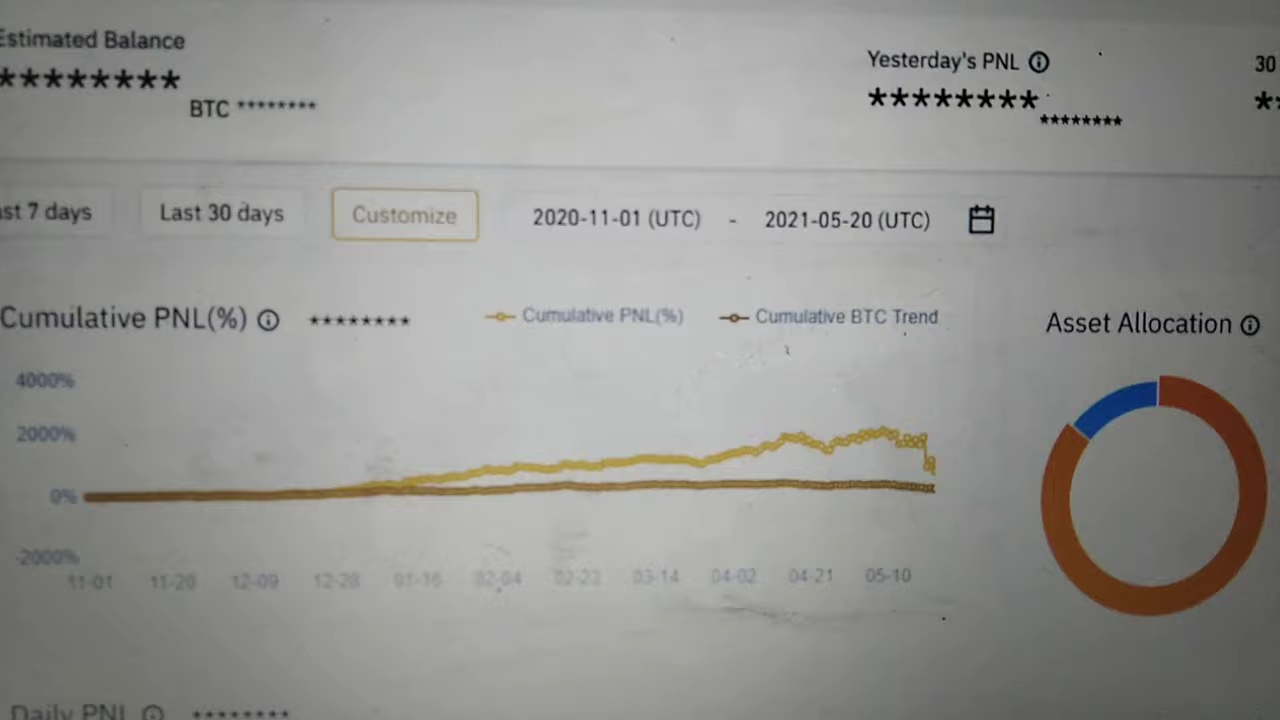 Estimated Balance
********
BTC ********
Yesterday's PNL
********
********
30
**
st 7 days
Last 30 days
Customize
2020-11-01 (UTC) - 2021-05-20 (UTC)
Cumulative PNL(%) ********
Cumulative PNL(%)
Cumulative BTC Trend
Asset Allocation
4000%
2000%
0%
-2000%
11-01 11-20 12-09 12-28 01-16 02-04 02-23 03-14 04-02 04-21 05-10
Daily PNL ********